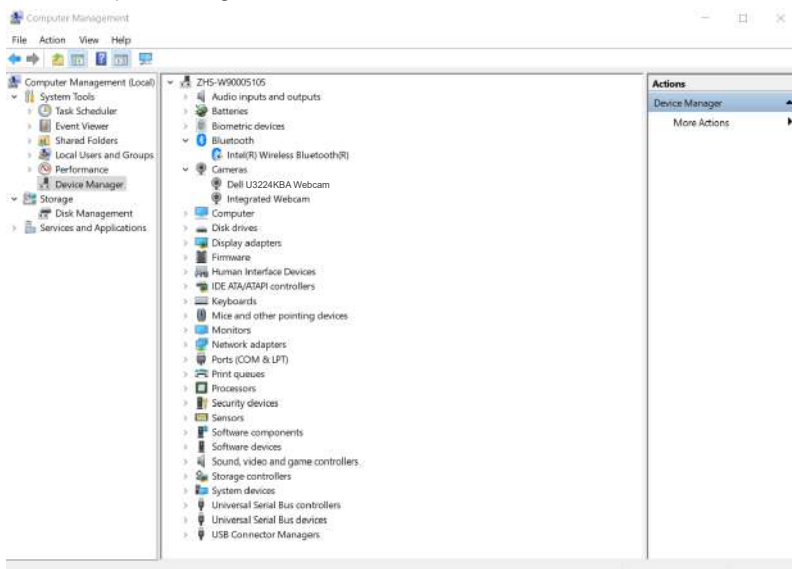 Computer Management
File Action View Help
Computer Management (Local)
System Tools
Task Scheduler
Event Viewer
Shared Folders
Local Users and Groups
Performance
Device Manager
Storage
Disk Management
Services and Applications
ZHS-W90005105
Audio inputs and outputs
Batteries
Biometric devices
Bluetooth
Intel(R) Wireless Bluetooth(R)
Cameras
Dell U3224KBA Webcam
Integrated Webcam
Computer
Disk drives
Display adapters
Firmware
Human Interface Devices
IDE ATA/ATAPI controllers
Keyboards
Mice and other pointing devices
Monitors
Network adapters
Ports (COM & LPT)
Print queues
Processors
Security devices
Sensors
Software components
Software devices
Sound, video and game controllers
Storage controllers
System devices
Universal Serial Bus controllers
Universal Serial Bus devices
USB Connector Managers
Actions
Device Manager
More Actions